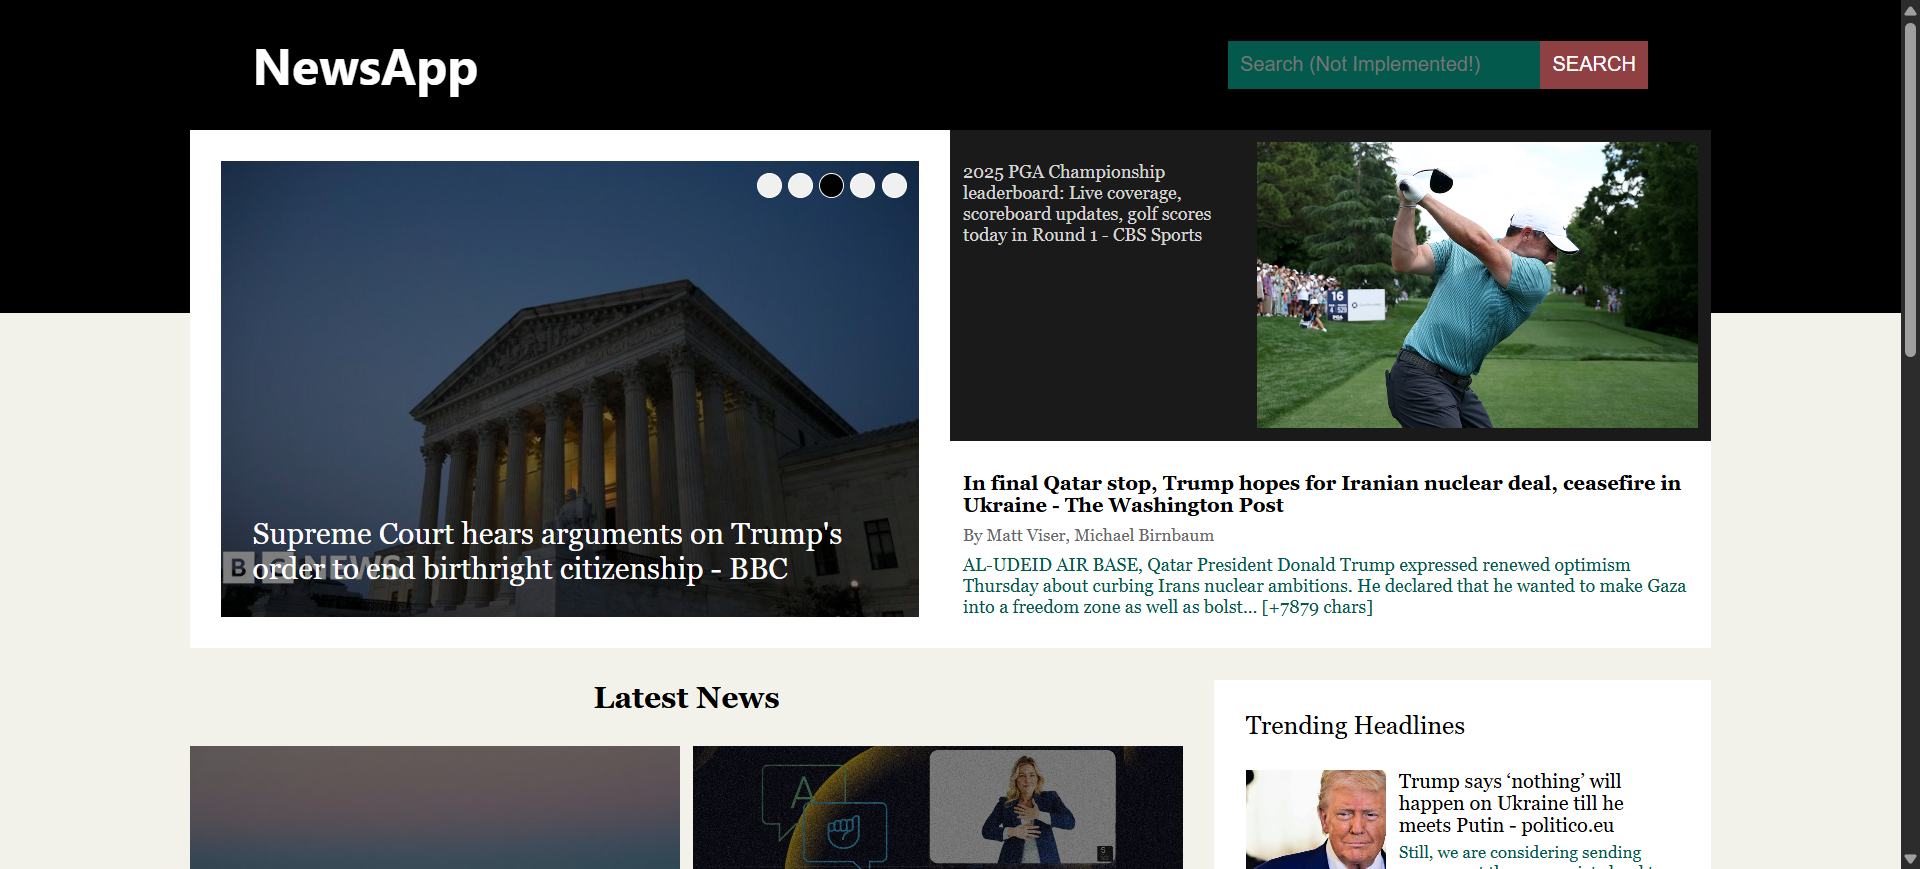 NewsApp
Search (Not Implemented!)
SEARCH
Supreme Court hears arguments on Trump's
order to end birthright citizenship - BBC
B B C NEWS
2025 PGA Championship
leaderboard: Live coverage,
scoreboard updates, golf scores
today in Round 1 - CBS Sports
16
In final Qatar stop, Trump hopes for Iranian nuclear deal, ceasefire in
Ukraine - The Washington Post
By Matt Viser, Michael Birnbaum
AL-UDEID AIR BASE, Qatar President Donald Trump expressed renewed optimism
Thursday about curbing Irans nuclear ambitions. He declared that he wanted to make Gaza
into a freedom zone as well as bolst... [+7879 chars]
Latest News
A
Trending Headlines
Trump says ‘nothing’ will
happen on Ukraine till he
meets Putin - politico.eu
Still, we are considering sending